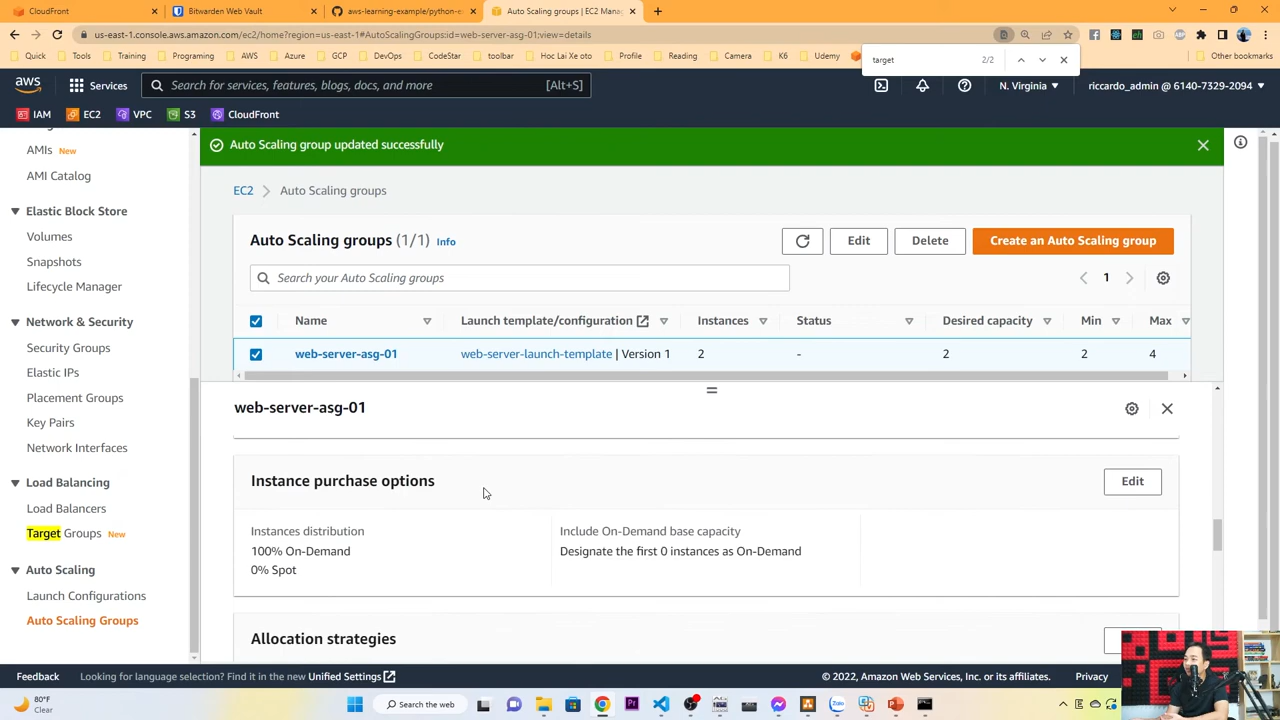 CloudFront
Bitwarden Web Vault
aws-learning-example/python-e
Auto Scaling groups | EC2 Mana
us-east-1.console.aws.amazon.com/ec2/home?region=us-east-1#AutoScalingGroups:id=web-server-asg-01;view=details
Quick
Tools
Training
Programing
AWS
Azure
GCP
DevOps
CodeSet
toolbar
Hoc Lai Xe oto
Profile
Reading
Camera
K6
Udemy
Other bookmarks
target
2/2
aws
Services
Search for services, features, blogs, docs, and more
[Alt+S]
N. Virginia
riccardo_admin @ 6140-7329-2094
IAM
EC2
VPC
S3
CloudFront
AMIs New
AMI Catalog
Elastic Block Store
Volumes
Snapshots
Lifecycle Manager
Network & Security
Security Groups
Elastic IPs
Placement Groups
Key Pairs
Network Interfaces
Load Balancing
Load Balancers
Target Groups New
Auto Scaling
Launch Configurations
Auto Scaling Groups
Auto Scaling group updated successfully
EC2
Auto Scaling groups
Auto Scaling groups (1/1) Info
Edit
Delete
Create an Auto Scaling group
Search your Auto Scaling groups
1
Name
Launch template/configuration
Instances
Status
Desired capacity
Min
Max
web-server-asg-01
web-server-launch-template | Version 1
2
-
2
2
4
web-server-asg-01
Instance purchase options
Edit
Instances distribution
100% On-Demand
0% Spot
Include On-Demand base capacity
Designate the first 0 instances as On-Demand
Allocation strategies
Feedback
Looking for language selection? Find it in the new Unified Settings
© 2022, Amazon Web Services, Inc. or its affiliates.
Privacy
80°F
Clear
Search the web
Zalo